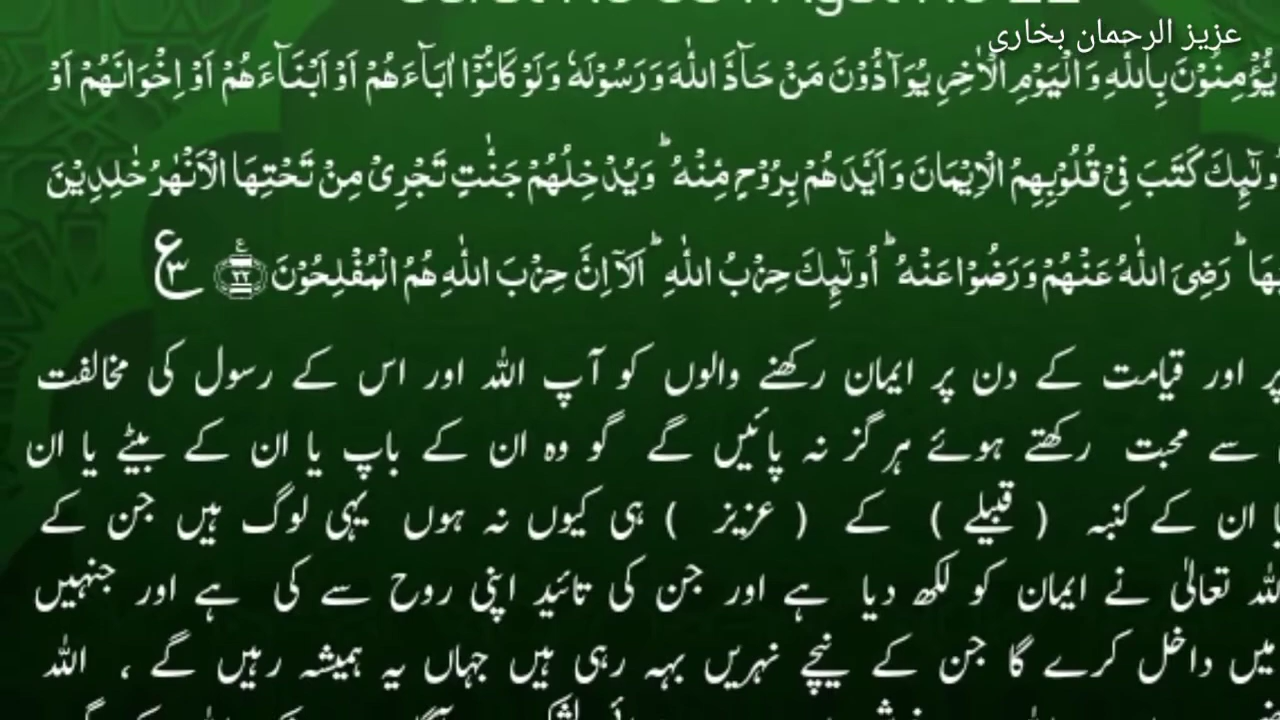 عزیز الرحمان بخاری
یُّؤْمِنُوْنَ بِاللّٰهِ وَ الْیَوْمِ الْاٰخِرِ یُوَآدُّوْنَ مَنْ حَآدَّ اللّٰهَ وَ رَسُوْلَهٗ وَ لَوْ كَانُوْۤا اٰبَآءَهُمْ اَوْ اَبْنَآءَهُمْ اَوْ اِخْوَانَهُمْ اَوْ
اُولٰٓىِٕكَ كَتَبَ فِیْ قُلُوْبِهِمُ الْاِیْمَانَ وَ اَیَّدَهُمْ بِرُوْحٍ مِّنْهُ ؕ وَ یُدْخِلُهُمْ جَنّٰتٍ تَجْرِیْ مِنْ تَحْتِهَا الْاَنْهٰرُ خٰلِدِیْنَ
ؕ رَضِیَ اللّٰهُ عَنْهُمْ وَ رَضُوْا عَنْهُ ؕ اُولٰٓىِٕكَ حِزْبُ اللّٰهِ ؕ اَلَاۤ اِنَّ حِزْبَ اللّٰهِ هُمُ الْمُفْلِحُوْنَ ﴿۲۲﴾
پر اور قیامت کے دن پر ایمان رکھنے والوں کو آپ اللہ اور اس کے رسول کی مخالفت
سے محبت رکھتے ہوئے ہرگز نہ پائیں گے گو وہ ان کے باپ یا ان کے بیٹے یا ان
یا ان کے کنبہ ( قبیلے ) کے ( عزیز ) ہی کیوں نہ ہوں یہی لوگ ہیں جن کے
اللہ تعالیٰ نے ایمان کو لکھ دیا ہے اور جن کی تائید اپنی روح سے کی ہے اور جنہیں
میں داخل کرے گا جن کے نیچے نہریں بہہ رہی ہیں جہاں یہ ہمیشہ رہیں گے ، اللہ